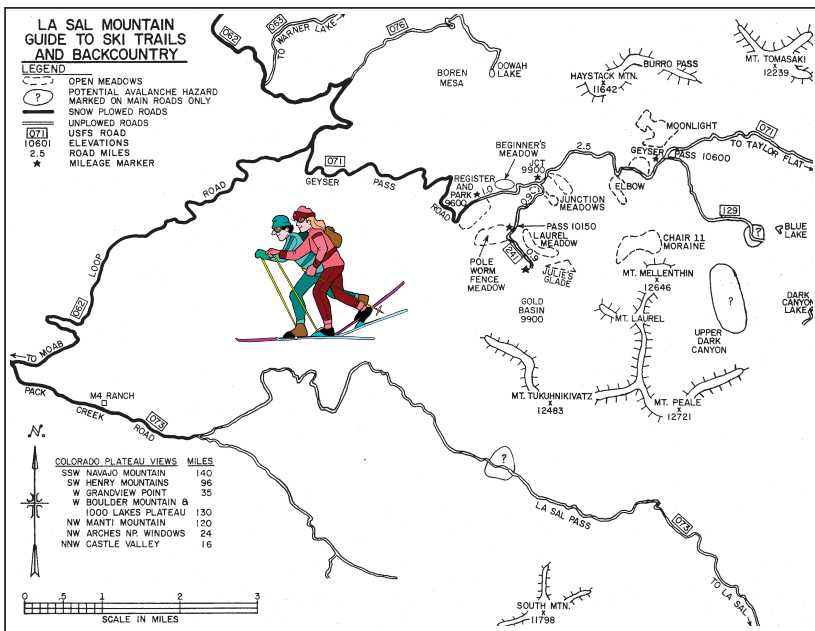 LA SAL MOUNTAIN
GUIDE TO SKI TRAILS
AND BACKCOUNTRY
LEGEND
OPEN MEADOWS
? POTENTIAL AVALANCHE HAZARD
MARKED ON MAIN ROADS ONLY
SNOW PLOWED ROADS
UNPLOWED ROADS
071 USFS ROAD
10601 ELEVATIONS
2.5 ROAD MILES
★ MILEAGE MARKER
062
063
TO WARNER LAKE
076
BOREN
MESA
OOWAH
LAKE
HAYSTACK MTN.
x
11642
BURRO PASS
MT. TOMASAKI
x
12239
MOONLIGHT
GEYSER
PASS 10600
071
TO TAYLOR FLAT
BEGINNER'S
MEADOW
JCT
9900
2.5
071
GEYSER PASS ROAD
REGISTER
AND
PARK
9600
1.0
0.9
JUNCTION
MEADOWS
ELBOW
129
?
BLUE
LAKE
PASS 10150
LAUREL
MEADOW
241
0.9
POLE
WORM
FENCE
MEADOW
JULIE'S
GLADE
CHAIR 11
MORAINE
MT. MELLENTHIN
x
12646
GOLD
BASIN
9900
MT. LAUREL
?
UPPER
DARK
CANYON
DARK
CANYON
LAKE
LOOP ROAD
062
TO MOAB
M4 RANCH
PACK CREEK ROAD
073
MT. TUKUHNIKIVATZ
x
12483
MT. PEALE
x
12721
?
LA SAL PASS
073
TO LA SAL
SOUTH MTN.
x
11798
N.
COLORADO PLATEAU VIEWS MILES
SSW NAVAJO MOUNTAIN 140
SW HENRY MOUNTAINS 96
W GRANDVIEW POINT 35
W BOULDER MOUNTAIN &
1000 LAKES PLATEAU 130
NW MANTI MOUNTAIN 120
NW ARCHES NP. WINDOWS 24
NNW CASTLE VALLEY 16
0 .5 1 2 3
SCALE IN MILES